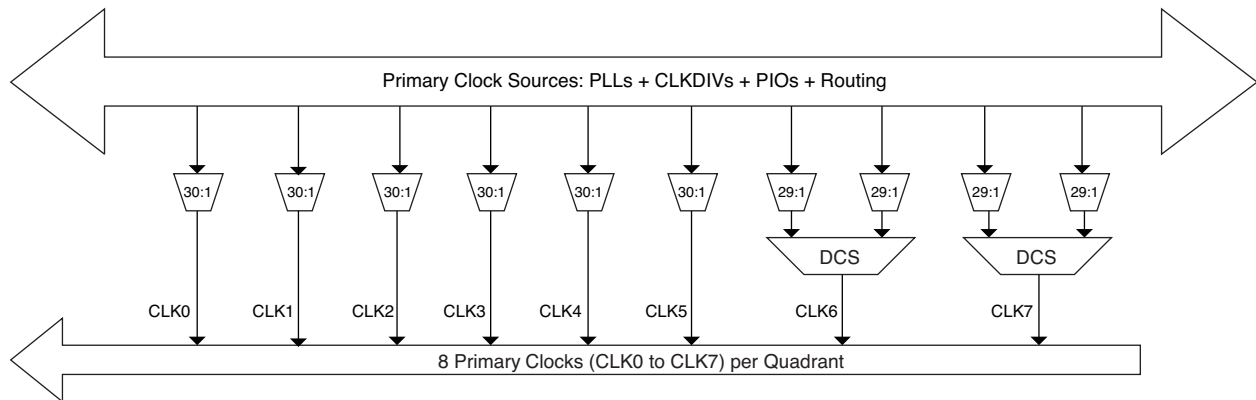 Primary Clock Sources: PLLs + CLKDIVs + PIOs + Routing
30:1 30:1 30:1 30:1 30:1 30:1 29:1 29:1 29:1 29:1
DCS DCS
CLK0 CLK1 CLK2 CLK3 CLK4 CLK5 CLK6 CLK7
8 Primary Clocks (CLK0 to CLK7) per Quadrant